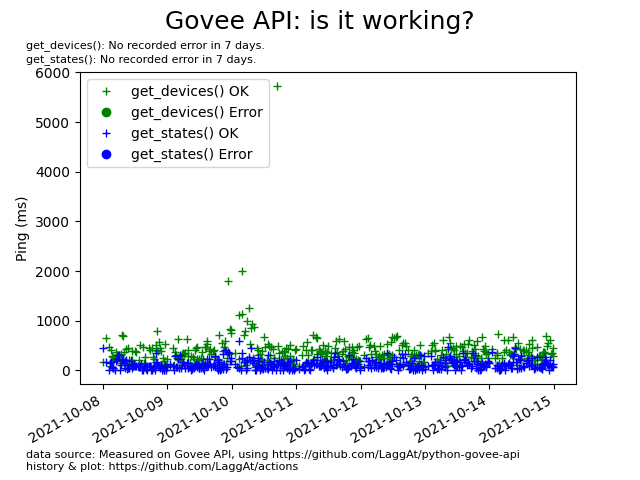 Govee API: is it working?
get_devices(): No recorded error in 7 days.
get_states(): No recorded error in 7 days.
6000
5000
4000
3000
2000
1000
0
Ping (ms)
get_devices() OK
get_devices() Error
get_states() OK
get_states() Error
2021-10-08
2021-10-09
2021-10-10
2021-10-11
2021-10-12
2021-10-13
2021-10-14
2021-10-15
data source: Measured on Govee API, using https://github.com/LaggAt/python-govee-api
history & plot: https://github.com/LaggAt/actions